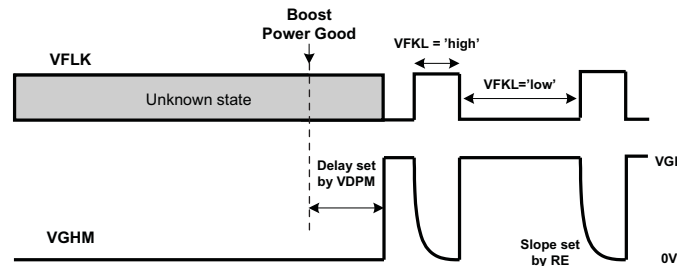 Boost
Power Good
VFKL = 'high'
VFLK
Unknown state
VFKL='low'
Delay set
by VDPM
VGHM
Slope set
by RE
0V